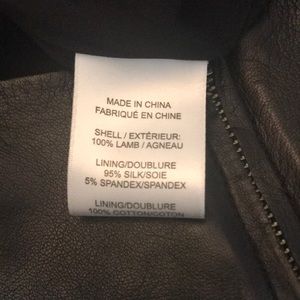 MADE IN CHINA
FABRIQUÉ EN CHINE
SHELL / EXTÉRIEUR:
100% LAMB / AGNEAU
LINING/DOUBLURE
95% SILK/SOIE
5% SPANDEX/SPANDEX
LINING/DOUBLURE
100% COTTON/COTON